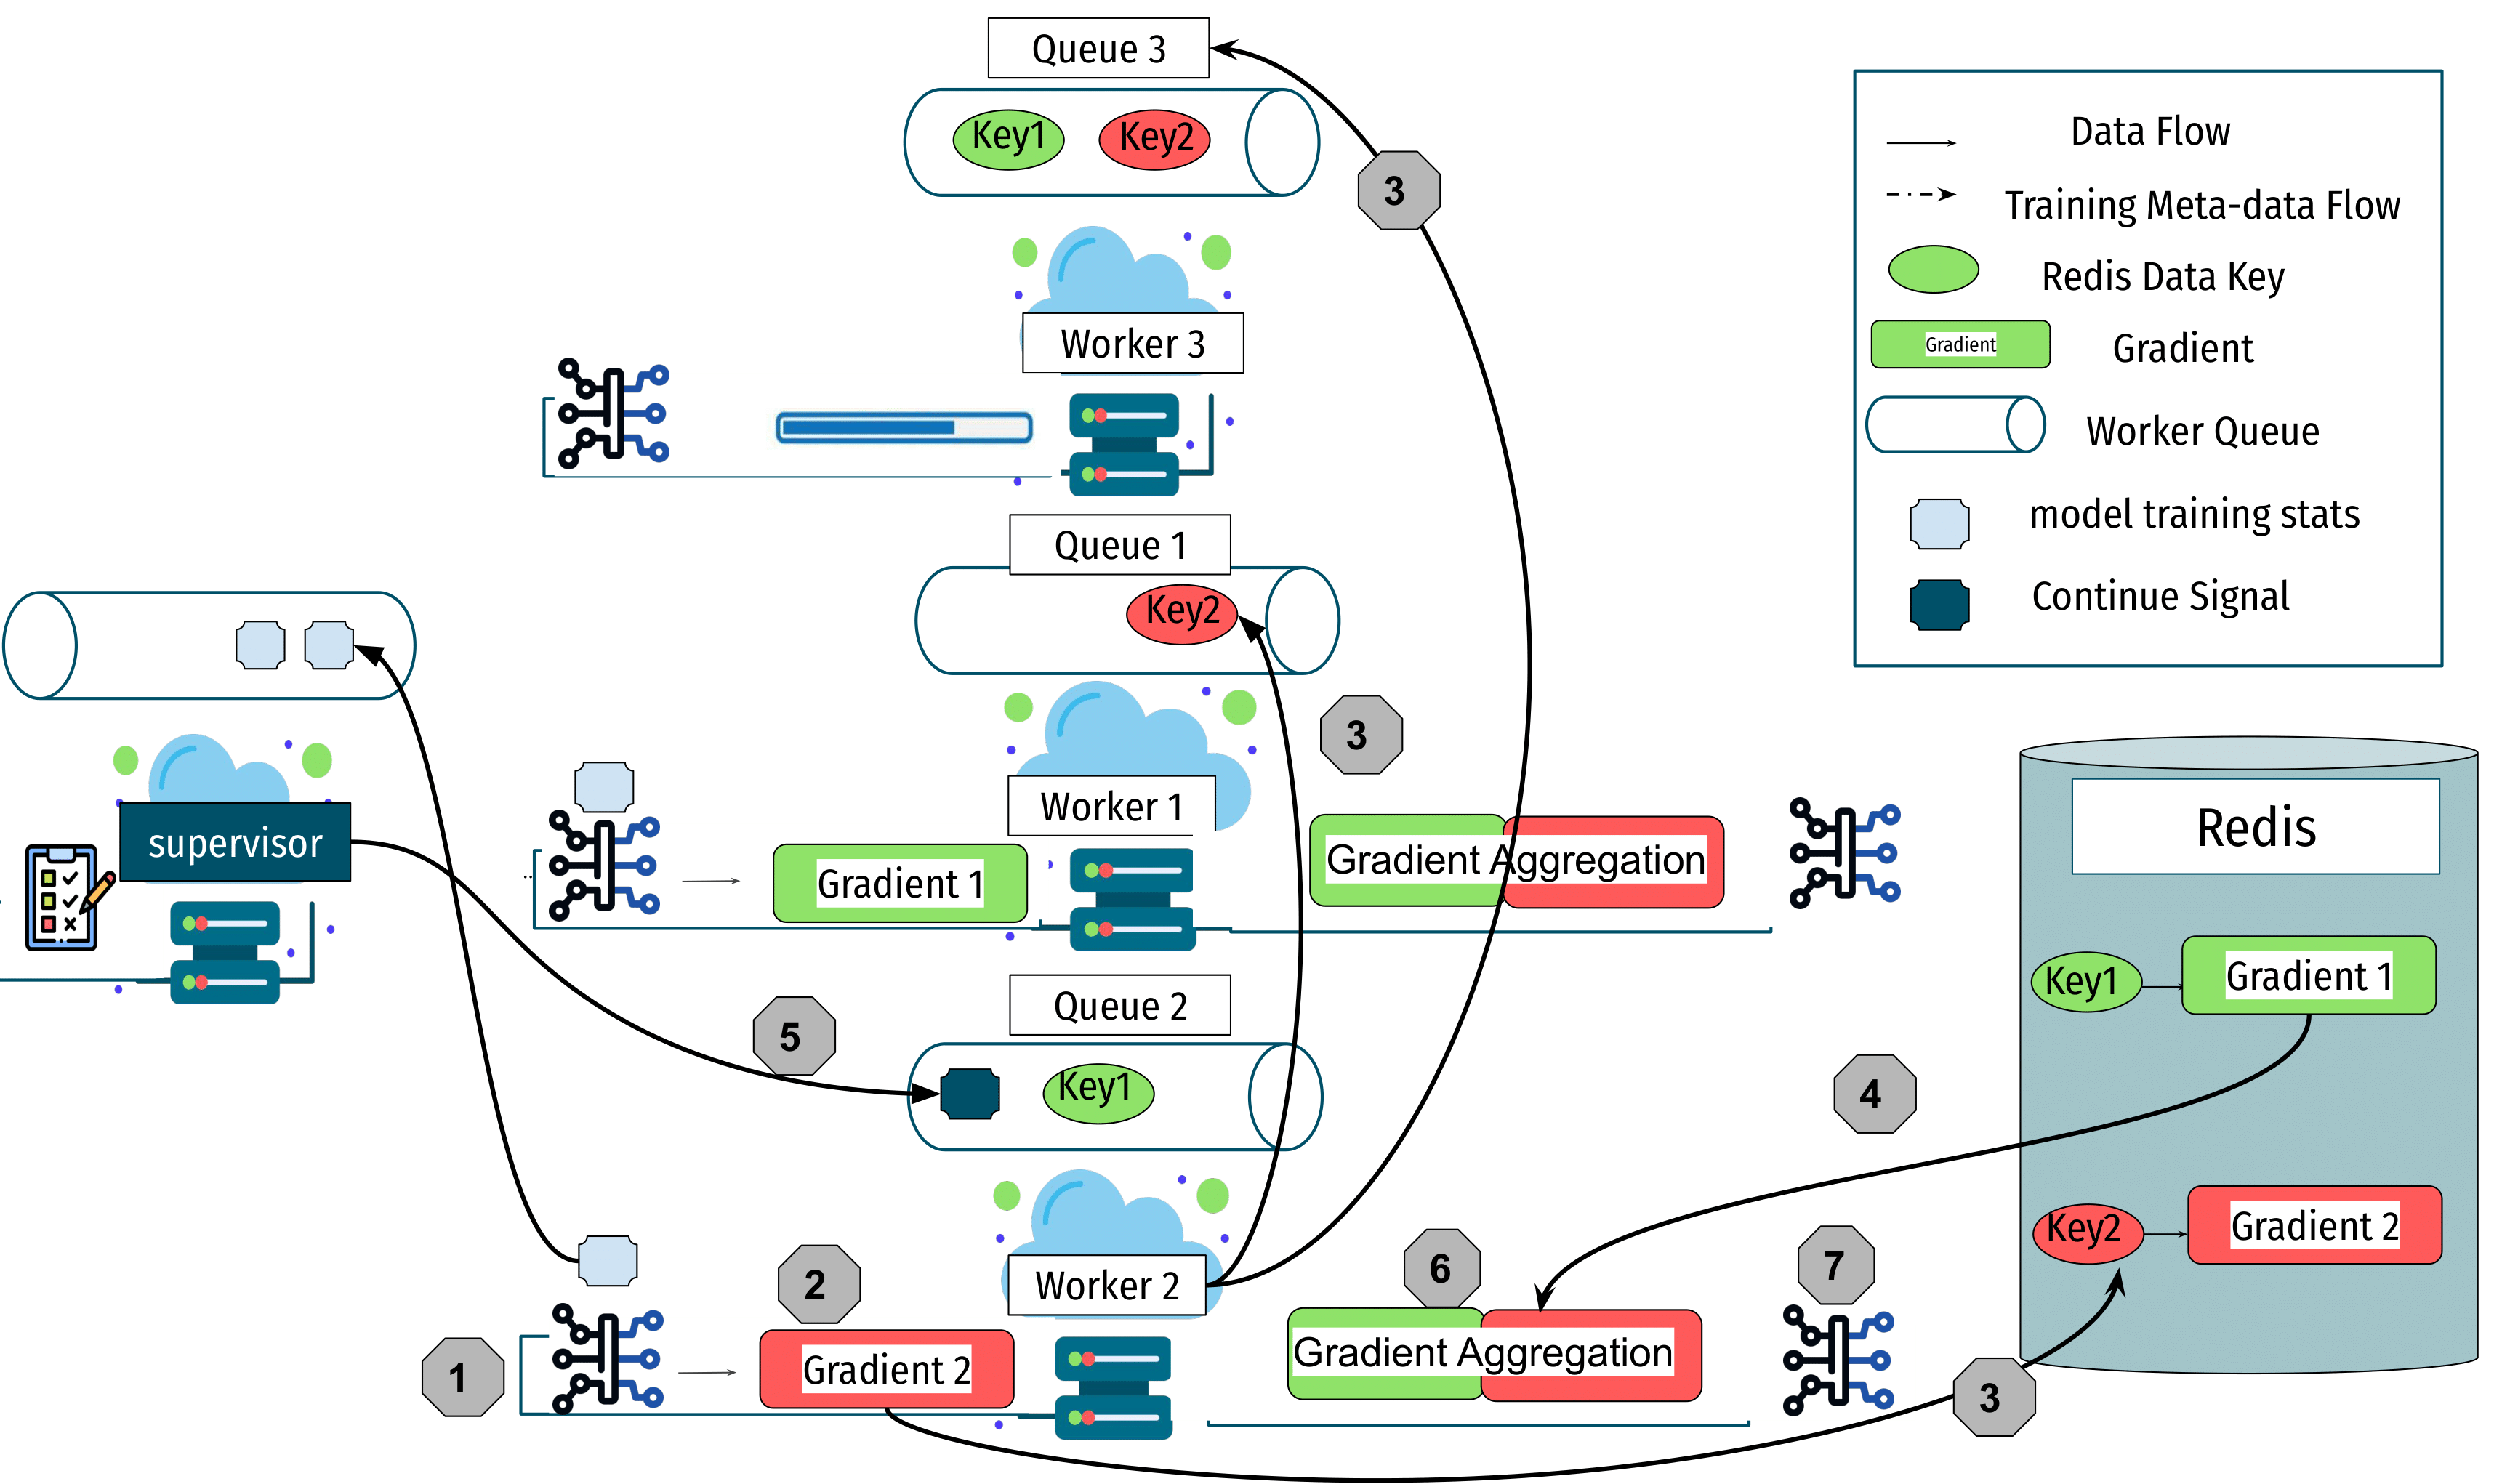 Queue 3
Key1
Key2
3
Worker 3
Queue 1
Key2
3
Worker 1
supervisor
Gradient 1
Gradient Aggregation
Queue 2
5
Key1
Worker 2
1
2
Gradient 2
6
Gradient Aggregation
7
4
3
Data Flow
Training Meta-data Flow
Redis Data Key
Gradient
Gradient
Worker Queue
model training stats
Continue Signal
Redis
Key1
Gradient 1
Key2
Gradient 2